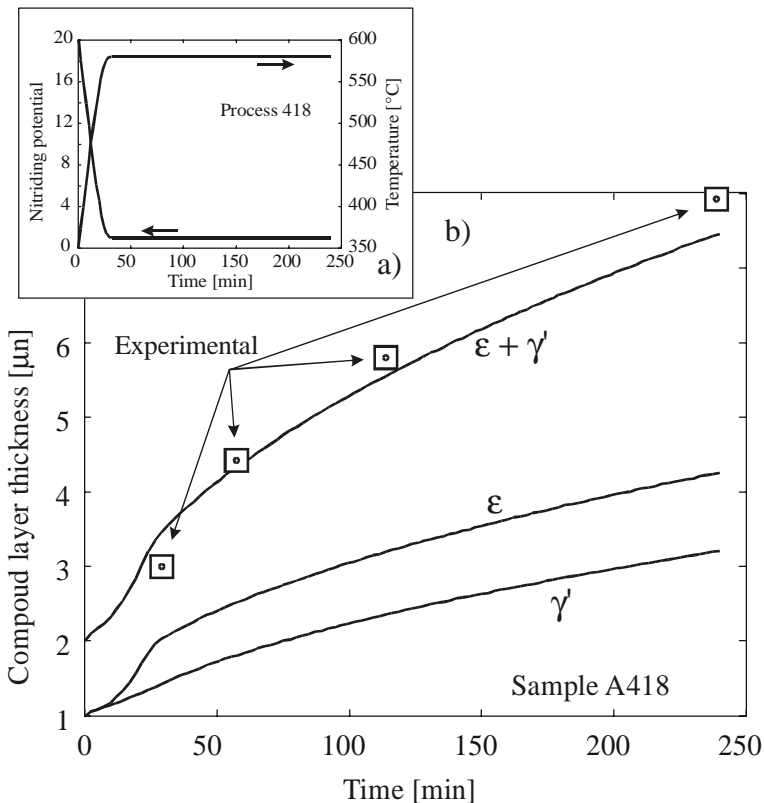 20
16
12
8
4
0
Nitriding potential
600
550
500
450
400
350
Temperature [°C]
Process 418
0 50 100 150 200 250
Time [min]
a)
b)
Experimental
ε + γ'
ε
γ'
Sample A418
Compoud layer thickness [μn]
6
5
4
3
2
1
0 50 100 150 200 250
Time [min]